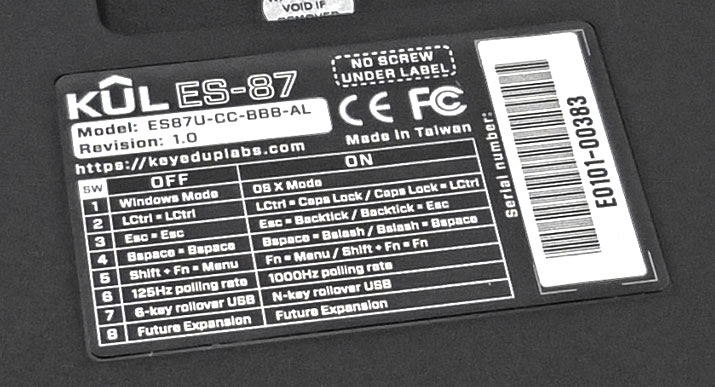 VOID IF
REMOVED
NO SCREW
UNDER LABEL
KÛL ES-87
CE FC
Model: ES87U-CC-BBB-AL
Revision: 1.0
Made in Taiwan
https://keyeduplabs.com
SW OFF ON
1 Windows Mode OS X Mode
2 LCtrl = LCtrl LCtrl = Caps Lock / Caps Lock = LCtrl
3 Esc = Esc Esc = Backtick / Backtick = Esc
4 Bspace = Bspace Bspace = Bslash / Bslash = Bspace
5 Shift + Fn = Menu Fn = Menu / Shift + Fn = Fn
6 125Hz polling rate 1000Hz polling rate
7 6-key rollover USB N-key rollover USB
8 Future Expansion Future Expansion
Serial number:
E0101-00383